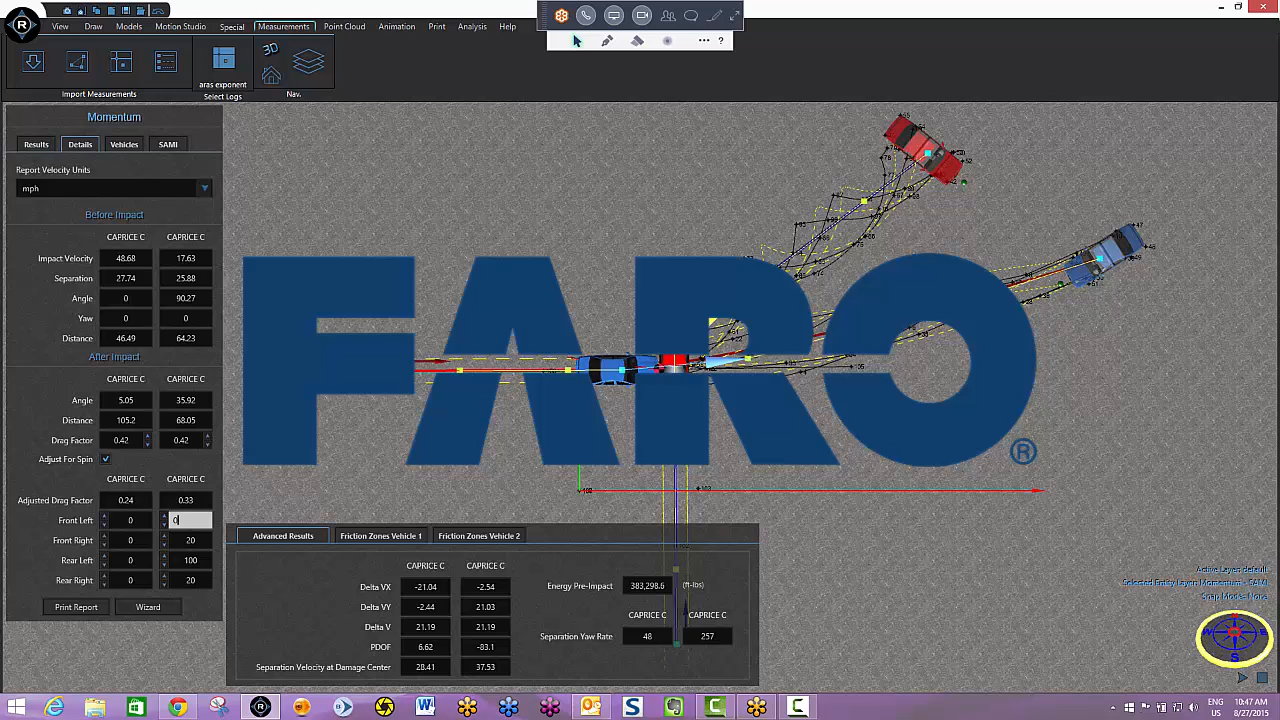 View Draw Models Motion Studio Special Measurements Point Cloud Animation Print Analysis Help
... ?
3D
aras exponent
Import Measurements Select Logs Nav.
Momentum
Results Details Vehicles SAMI
Report Velocity Units
mph
Before Impact
CAPRICE C CAPRICE C
Impact Velocity 48.68 17.63
Separation 27.74 25.88
Angle 0 90.27
Yaw 0 0
Distance 46.49 64.23
After Impact
CAPRICE C CAPRICE C
Angle 5.05 35.92
Distance 105.2 68.05
Drag Factor 0.42 0.42
Adjust For Spin
CAPRICE C CAPRICE C
Adjusted Drag Factor 0.24 0.33
Front Left 0 0
Front Right 0 20
Rear Left 0 100
Rear Right 0 20
Print Report Wizard
FARO®
Advanced Results Friction Zones Vehicle 1 Friction Zones Vehicle 2
CAPRICE C CAPRICE C
Delta VX -21.04 -2.54
Delta VY -2.44 21.03
Delta V 21.19 21.19
PDOF 6.62 -83.1
Separation Velocity at Damage Center 28.41 37.53
Energy Pre-Impact 383,298.6 (ft-lbs)
CAPRICE C CAPRICE C
Separation Yaw Rate 48 257
Active Layer default
Selected Entity Layer Momentum - SAMI
Snap Mode: None
W E
S
ENG 10:47 AM
US 8/27/2015